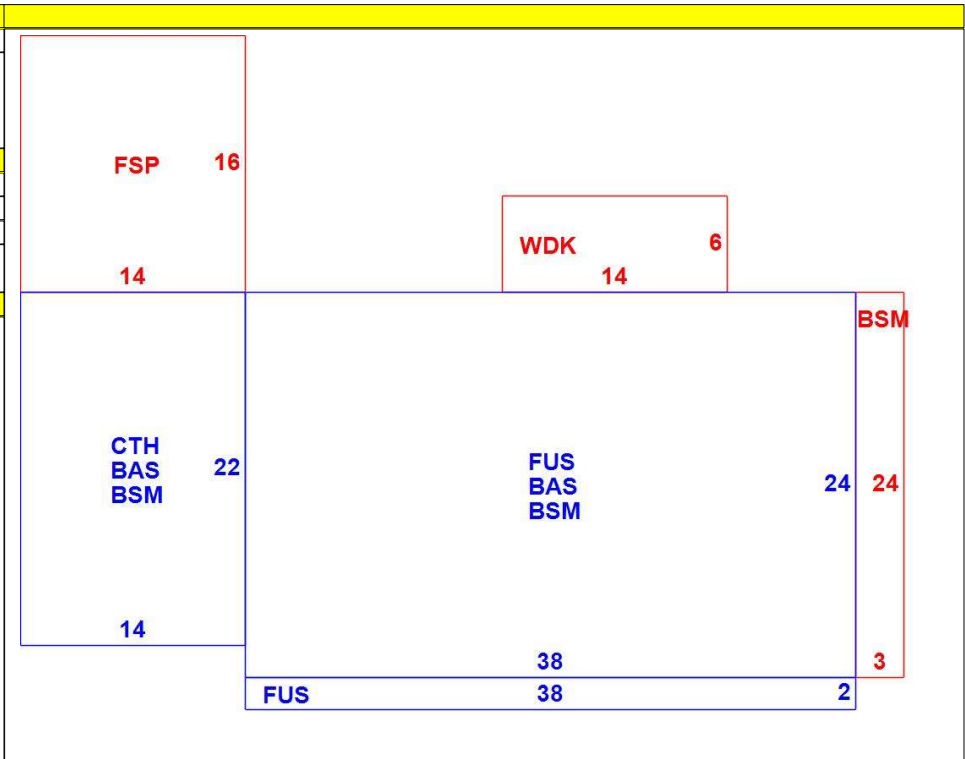 FSP 16
14
WDK 6
14
BSM
CTH
BAS
BSM
22
14
FUS
BAS
BSM
24 24
38 3
FUS 38 2